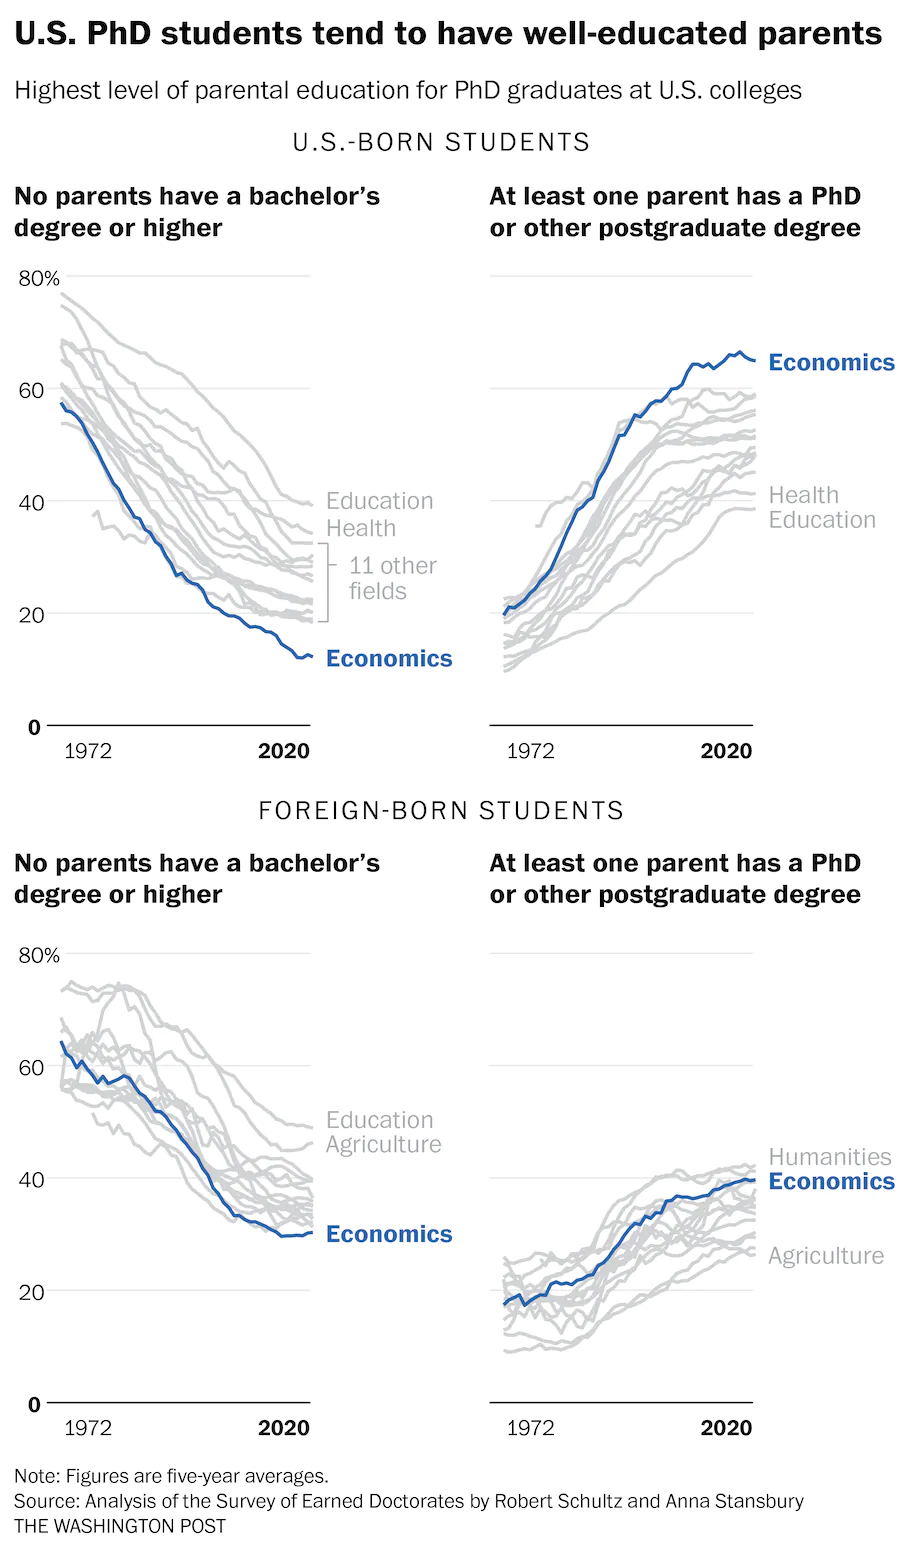 U.S. PhD students tend to have well-educated parents
Highest level of parental education for PhD graduates at U.S. colleges
U.S.-BORN STUDENTS
No parents have a bachelor's
degree or higher
80%
60
40
20
0
Education
Health
11 other
fields
Economics
1972
2020
At least one parent has a PhD
or other postgraduate degree
Economics
Health
Education
1972
2020
FOREIGN-BORN STUDENTS
No parents have a bachelor's
degree or higher
80%
60
40
20
0
Education
Agriculture
Economics
1972
2020
At least one parent has a PhD
or other postgraduate degree
Humanities
Economics
Agriculture
1972
2020
Note: Figures are five-year averages.
Source: Analysis of the Survey of Earned Doctorates by Robert Schultz and Anna Stansbury
THE WASHINGTON POST